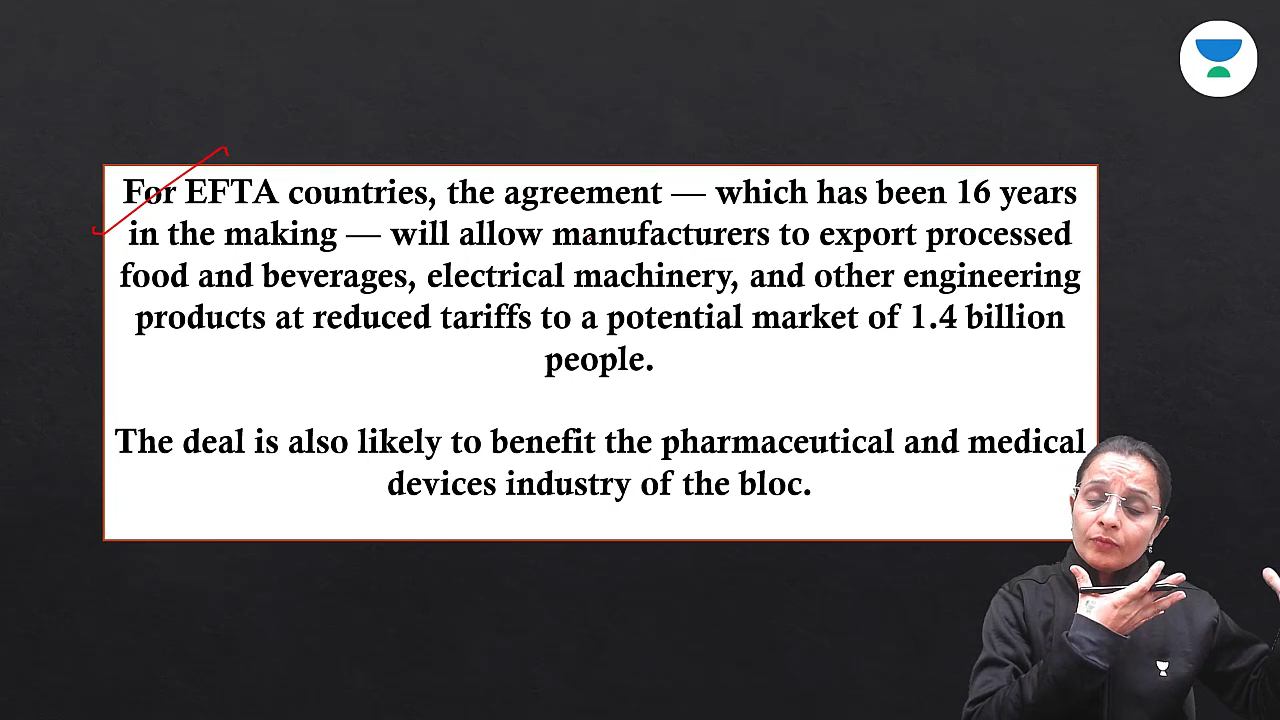 For EFTA countries, the agreement — which has been 16 years
in the making — will allow manufacturers to export processed
food and beverages, electrical machinery, and other engineering
products at reduced tariffs to a potential market of 1.4 billion
people.
The deal is also likely to benefit the pharmaceutical and medical
devices industry of the bloc.